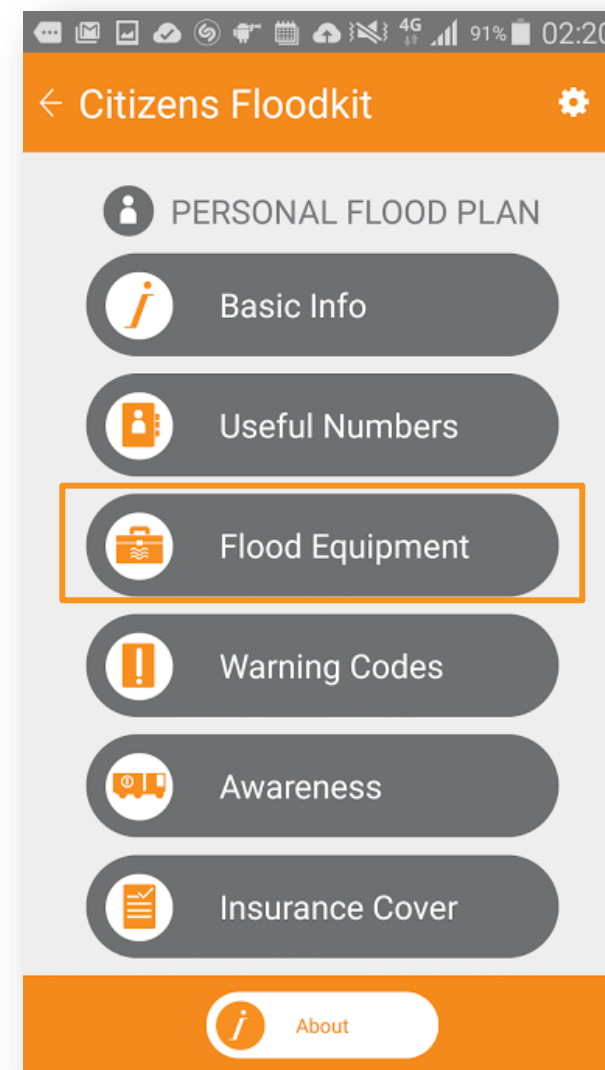 4G 91% 02:20
← Citizens Floodkit
PERSONAL FLOOD PLAN
i Basic Info
Useful Numbers
Flood Equipment
Warning Codes
Awareness
Insurance Cover
i About